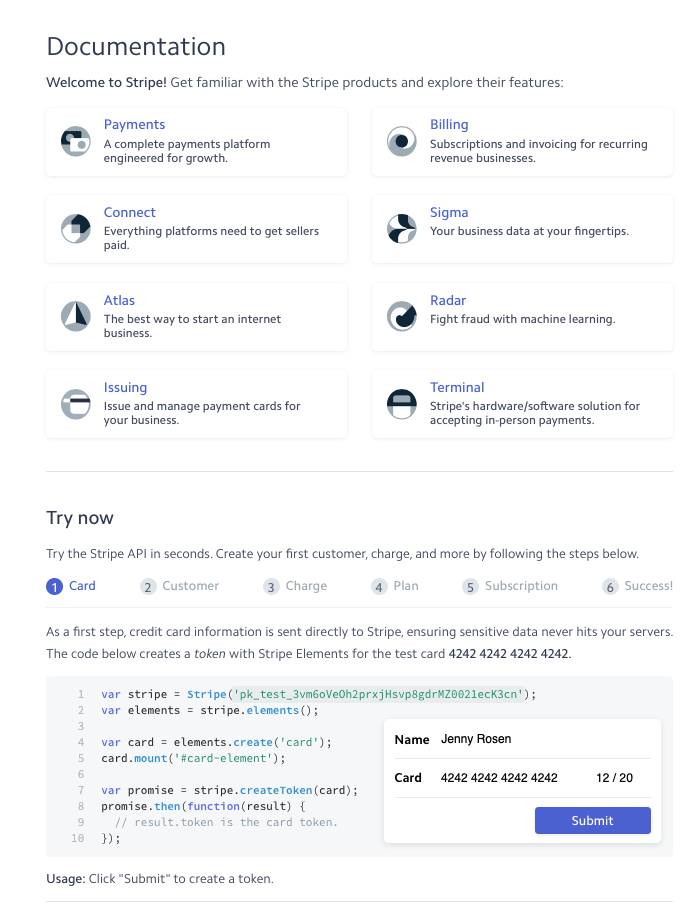 Documentation
Welcome to Stripe! Get familiar with the Stripe products and explore their features:
Payments
A complete payments platform
engineered for growth.
Billing
Subscriptions and invoicing for recurring
revenue businesses.
Connect
Everything platforms need to get sellers
paid.
Sigma
Your business data at your fingertips.
Atlas
The best way to start an internet
business.
Radar
Fight fraud with machine learning.
Issuing
Issue and manage payment cards for
your business.
Terminal
Stripe's hardware/software solution for
accepting in-person payments.
Try now
Try the Stripe API in seconds. Create your first customer, charge, and more by following the steps below.
1 Card 2 Customer 3 Charge 4 Plan 5 Subscription 6 Success!
As a first step, credit card information is sent directly to Stripe, ensuring sensitive data never hits your servers.
The code below creates a token with Stripe Elements for the test card 4242 4242 4242 4242.
1 var stripe = Stripe('pk_test_3vm6oVeOh2prxjHsvp8gdrMZ0021ecK3cn');
2 var elements = stripe.elements();
3
4 var card = elements.create('card');
5 card.mount('#card-element');
6
7 var promise = stripe.createToken(card);
8 promise.then(function(result) {
9 // result.token is the card token.
10 });
Name Jenny Rosen
Card 4242 4242 4242 4242 12 / 20
Submit
Usage: Click "Submit" to create a token.